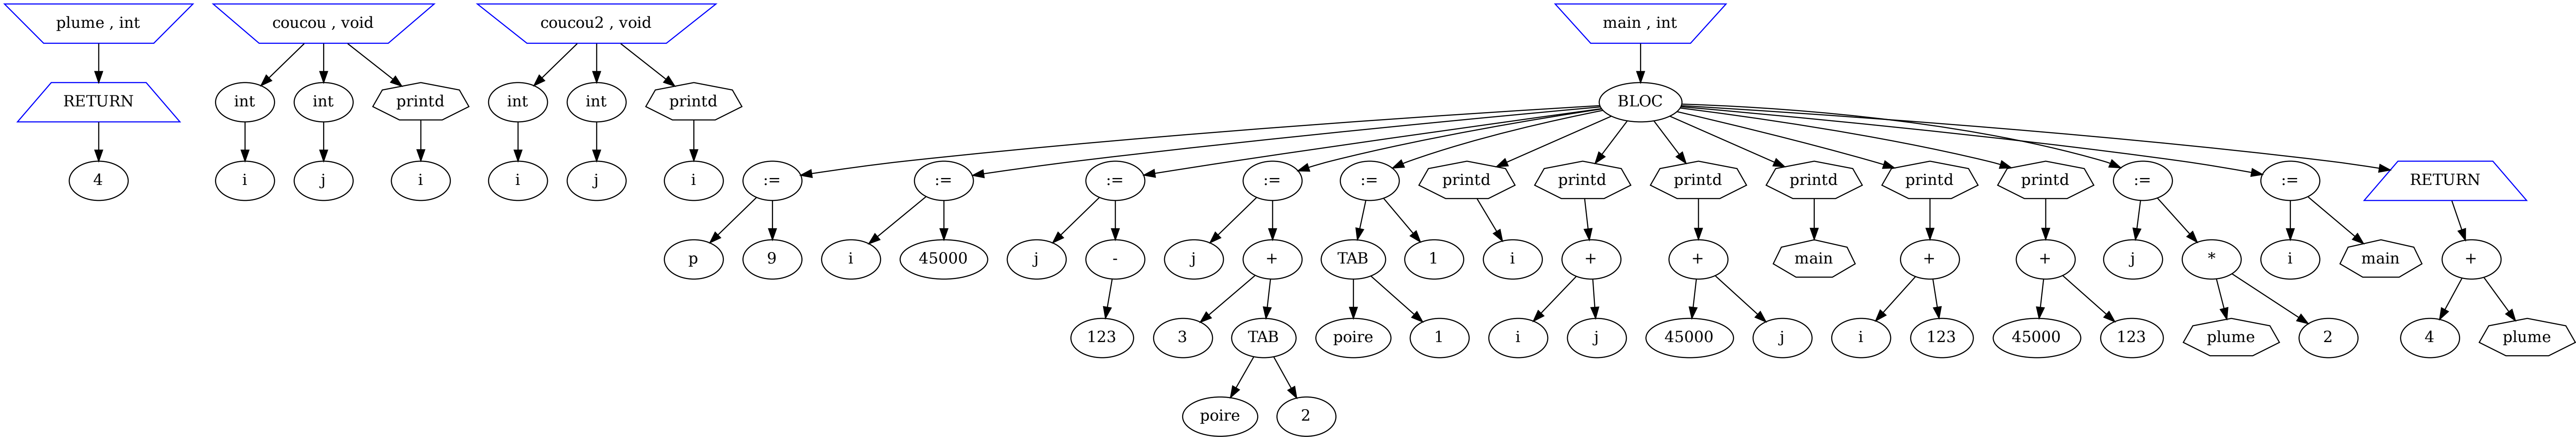 plume , int
coucou , void
coucou2 , void
main , int
RETURN
int
int
printd
int
int
printd
BLOC
4
i
j
i
i
j
i
:=
:=
:=
:=
:=
printd
printd
printd
printd
printd
printd
:=
:=
RETURN
p
9
i
45000
j
-
j
+
TAB
1
i
+
+
main
+
+
j
*
i
main
+
123
3
TAB
poire
1
i
j
45000
j
i
123
45000
123
plume
2
4
plume
poire
2